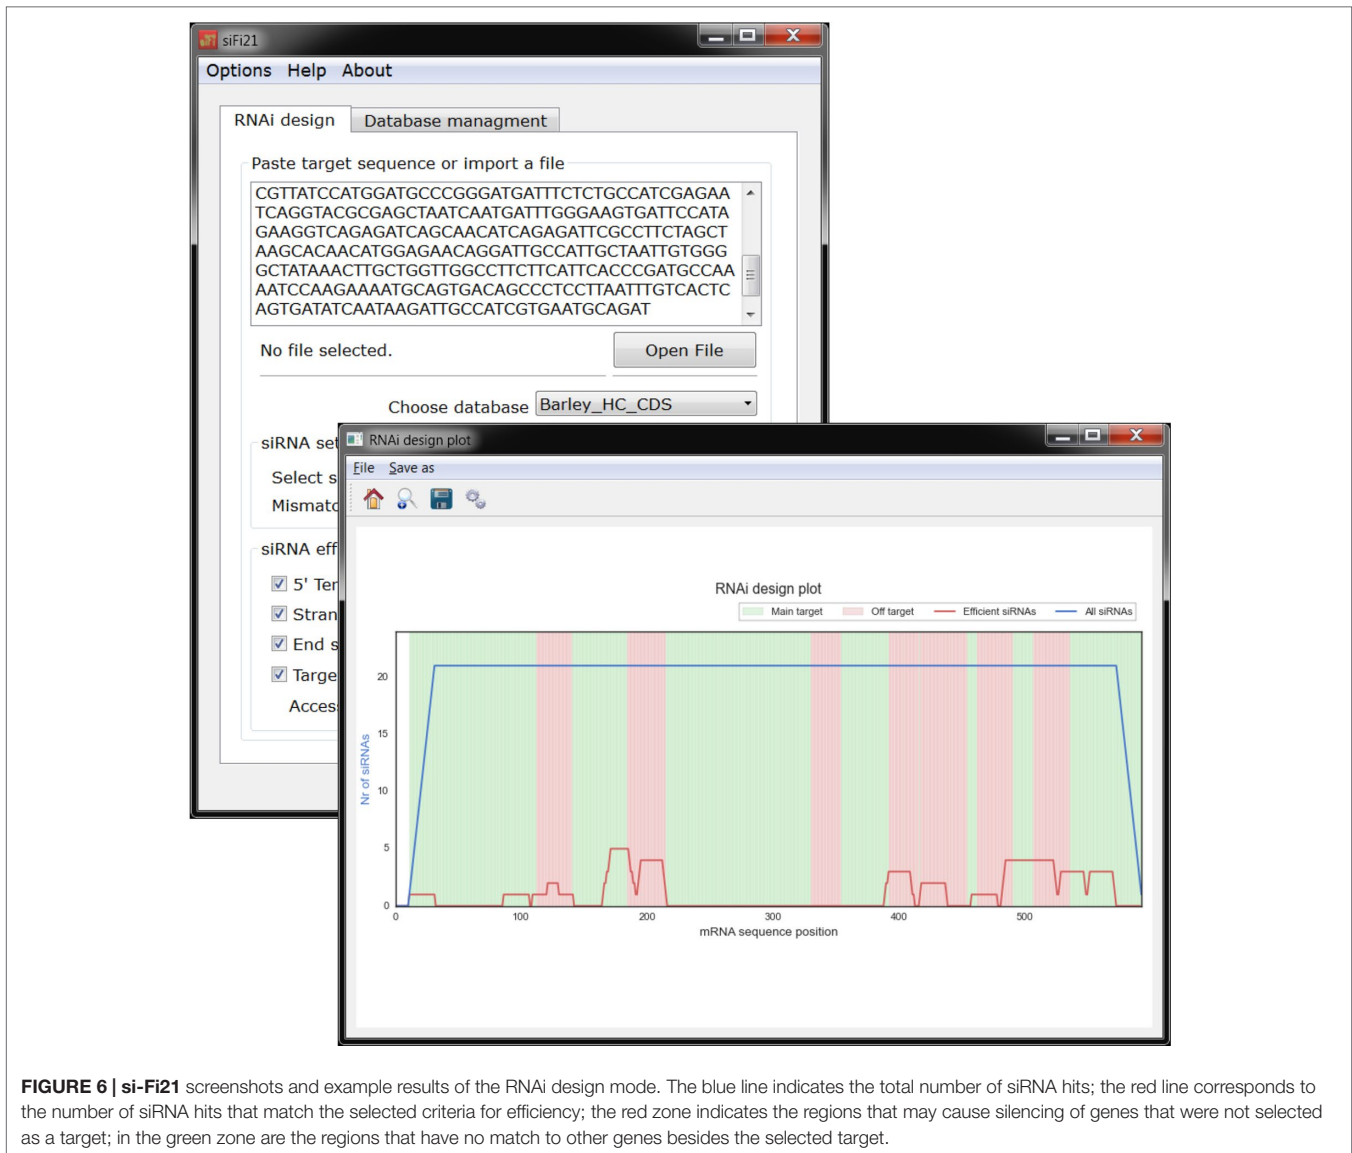 siFi21
Options Help About
RNAi design Database managment
Paste target sequence or import a file
CGTTATCCATGGATGCCCGGGATGATTTCTCTGCCATCGAGAA
TCAGGTACGCGAGCTAATCAATGATTTGGGAAGTGATTCCATA
GAAGGTCAGAGATCAGCAACATCAGAGATTCGCCTTCTAGCT
AAGCACAACATGGAGAACAGGATTGCCATTGCTAATTGTGGG
GCTATAAACTTGCTGGTTGGCCTTCTTCATTCACCCGATGCCAA
AATCCAAGAAAATGCAGTGACAGCCCTCCTTAATTTGTCACTC
AGTGATATCAATAAGATTGCCATCGTGAATGCAGAT
No file selected. Open File
Choose database Barley_HC_CDS
siRNA set
Select s
Mismatc
siRNA eff
5' Ter
Stran
End s
Targe
Acces
RNAi design plot
File Save as
RNAi design plot
Main target Off target Efficient siRNAs All siRNAs
Nr of siRNAs
20
15
10
5
0
0 100 200 300 400 500
mRNA sequence position
FIGURE 6 | si-Fi21 screenshots and example results of the RNAi design mode. The blue line indicates the total number of siRNA hits; the red line corresponds to
the number of siRNA hits that match the selected criteria for efficiency; the red zone indicates the regions that may cause silencing of genes that were not selected
as a target; in the green zone are the regions that have no match to other genes besides the selected target.